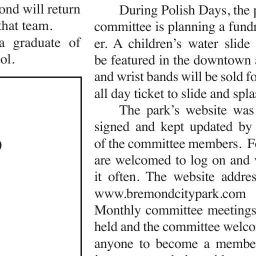 ond will return
that team.
a graduate of
ol.
During Polish Days, the p
committee is planning a fundr
er. A children's water slide
be featured in the downtown a
and wrist bands will be sold fo
all day ticket to slide and spla
The park's website was
signed and kept updated by
of the committee members. F
are welcomed to log on and v
it often. The website addres
www.bremondcitypark.com
Monthly committee meetings
held and the committee welco
anyone to become a membe